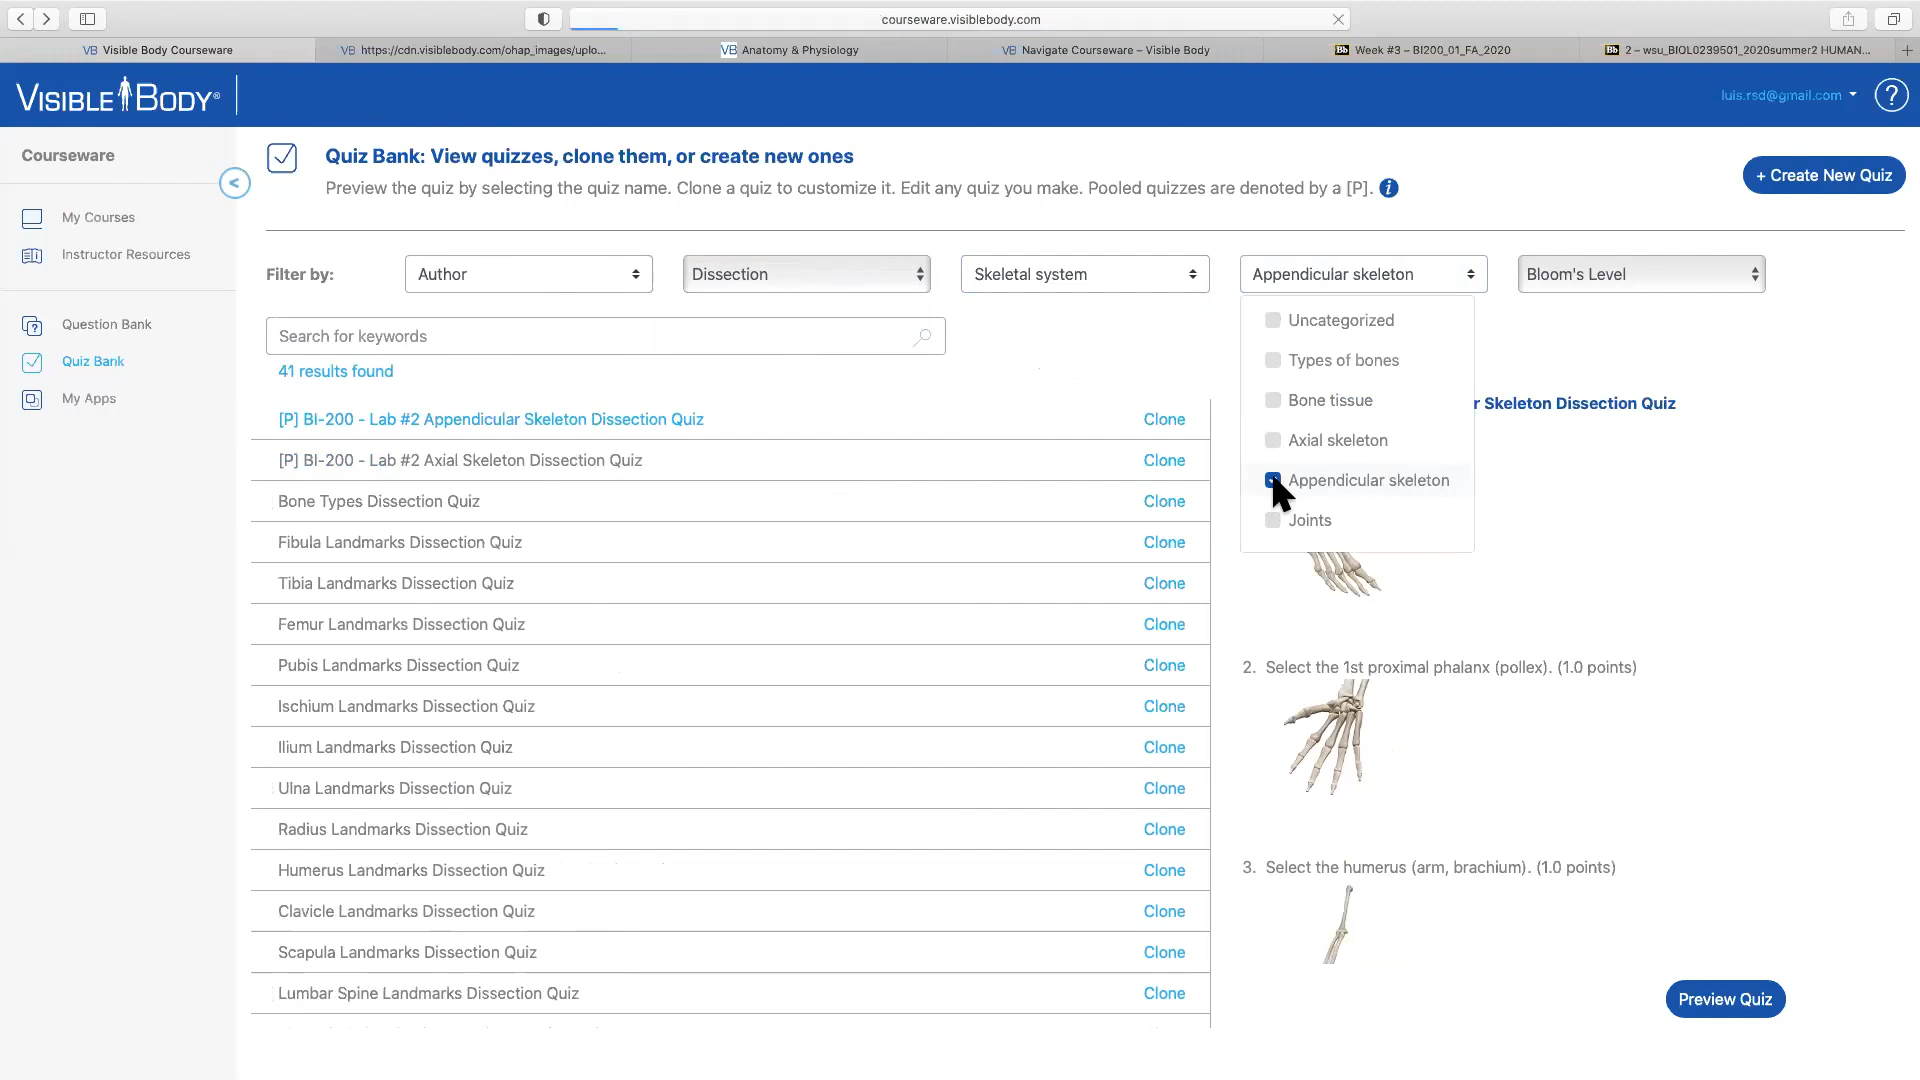 courseware.visiblebody.com
VB Visible Body Courseware
VB https://cdn.visiblebody.com/ohap_images/uplo...
VB Anatomy & Physiology
VB Navigate Courseware – Visible Body
Bb Week #3 – BI200_01_FA_2020
Bb 2 – wsu_BIOL0239501_2020summer2 HUMAN...
VISIBLE BODY®
luis.rsd@gmail.com
?
Courseware
<
Quiz Bank: View quizzes, clone them, or create new ones
Preview the quiz by selecting the quiz name. Clone a quiz to customize it. Edit any quiz you make. Pooled quizzes are denoted by a [P]. i
+ Create New Quiz
My Courses
Instructor Resources
Question Bank
Quiz Bank
My Apps
Filter by:
Author
Dissection
Skeletal system
Appendicular skeleton
Bloom's Level
Uncategorized
Types of bones
Bone tissue
Axial skeleton
Appendicular skeleton
Joints
Search for keywords
41 results found
[P] BI-200 - Lab #2 Appendicular Skeleton Dissection Quiz Clone
[P] BI-200 - Lab #2 Axial Skeleton Dissection Quiz Clone
Bone Types Dissection Quiz Clone
Fibula Landmarks Dissection Quiz Clone
Tibia Landmarks Dissection Quiz Clone
Femur Landmarks Dissection Quiz Clone
Pubis Landmarks Dissection Quiz Clone
Ischium Landmarks Dissection Quiz Clone
Ilium Landmarks Dissection Quiz Clone
Ulna Landmarks Dissection Quiz Clone
Radius Landmarks Dissection Quiz Clone
Humerus Landmarks Dissection Quiz Clone
Clavicle Landmarks Dissection Quiz Clone
Scapula Landmarks Dissection Quiz Clone
Lumbar Spine Landmarks Dissection Quiz Clone
r Skeleton Dissection Quiz
2. Select the 1st proximal phalanx (pollex). (1.0 points)
3. Select the humerus (arm, brachium). (1.0 points)
Preview Quiz